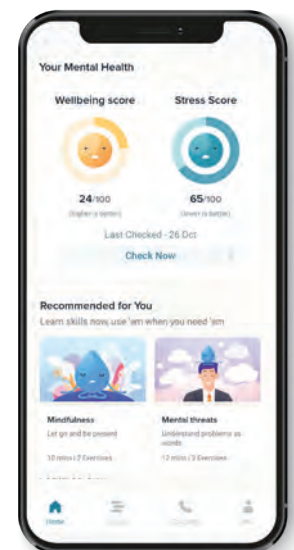 Your Mental Health
Wellbeing score
Stress Score
24/100
65/100
(higher is better)
(lower is better)
Last Checked - 26 Oct
Check Now
Recommended for You
Learn skills now, use 'em when you need 'em
Mindfulness
Mental threats
Let go and be present
Understand problems as
words
10 mins / 2 Exercises
12 mins / 3 Exercises
Home